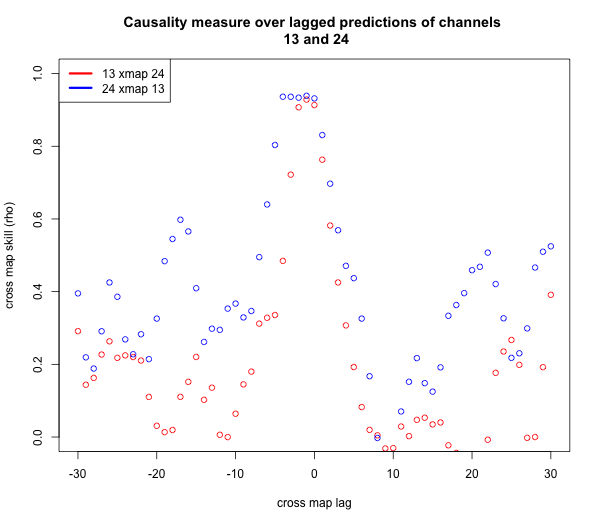 Causality measure over lagged predictions of channels
13 and 24
13 xmap 24
24 xmap 13
cross map skill (rho)
1.0
0.8
0.6
0.4
0.2
0.0
-30 -20 -10 0 10 20 30
cross map lag